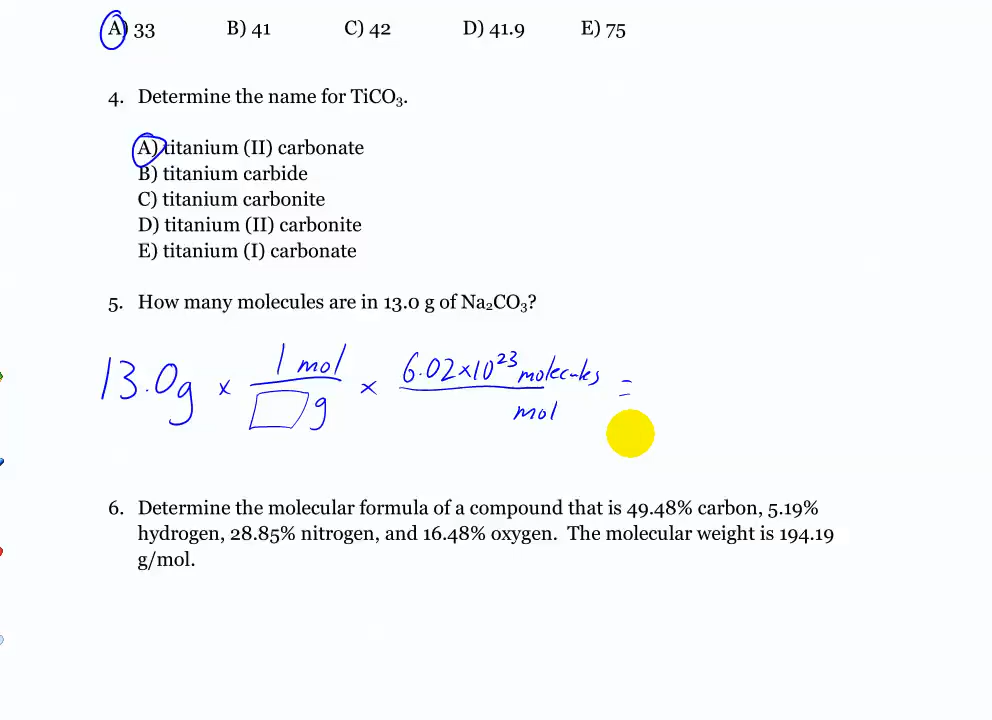 A) 33 B) 41 C) 42 D) 41.9 E) 75
4. Determine the name for TiCO₃.
A) titanium (II) carbonate
B) titanium carbide
C) titanium carbonite
D) titanium (II) carbonite
E) titanium (I) carbonate
5. How many molecules are in 13.0 g of Na₂CO₃?
13.0g × 1 mol / □ g × 6.02×10²³ molecules / mol =
6. Determine the molecular formula of a compound that is 49.48% carbon, 5.19%
hydrogen, 28.85% nitrogen, and 16.48% oxygen. The molecular weight is 194.19
g/mol.